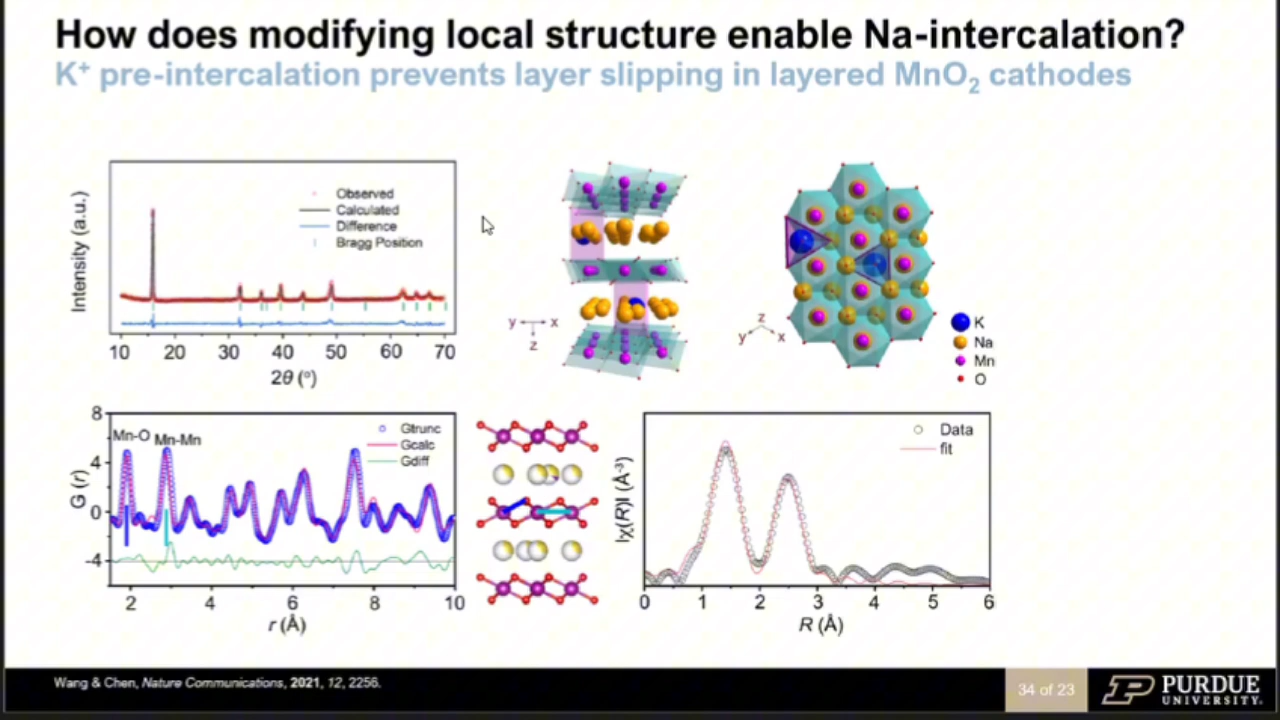 How does modifying local structure enable Na-intercalation?
K⁺ pre-intercalation prevents layer slipping in layered MnO₂ cathodes
Intensity (a.u.)
Observed
Calculated
Difference
Bragg Position
10 20 30 40 50 60 70
2θ (°)
y x
z
z
y x
K
Na
Mn
O
G (r)
8
4
0
-4
Mn-O Mn-Mn
Gtrunc
Gcalc
Gdiff
2 4 6 8 10
r (Å)
|χ(R)| (Å⁻³)
Data
fit
0 1 2 3 4 5 6
R (Å)
Wang & Chen, Nature Communications, 2021, 12, 2256.
34 of 23
PURDUE
UNIVERSITY.